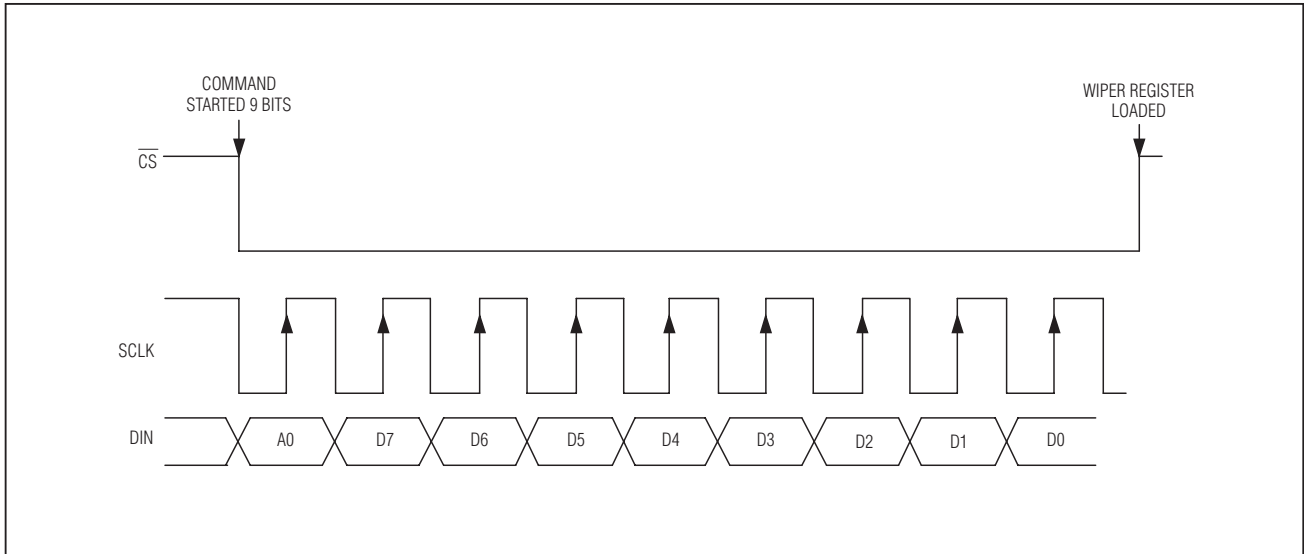 COMMAND
STARTED 9 BITS
WIPER REGISTER
LOADED
CS
SCLK
DIN
A0 D7 D6 D5 D4 D3 D2 D1 D0